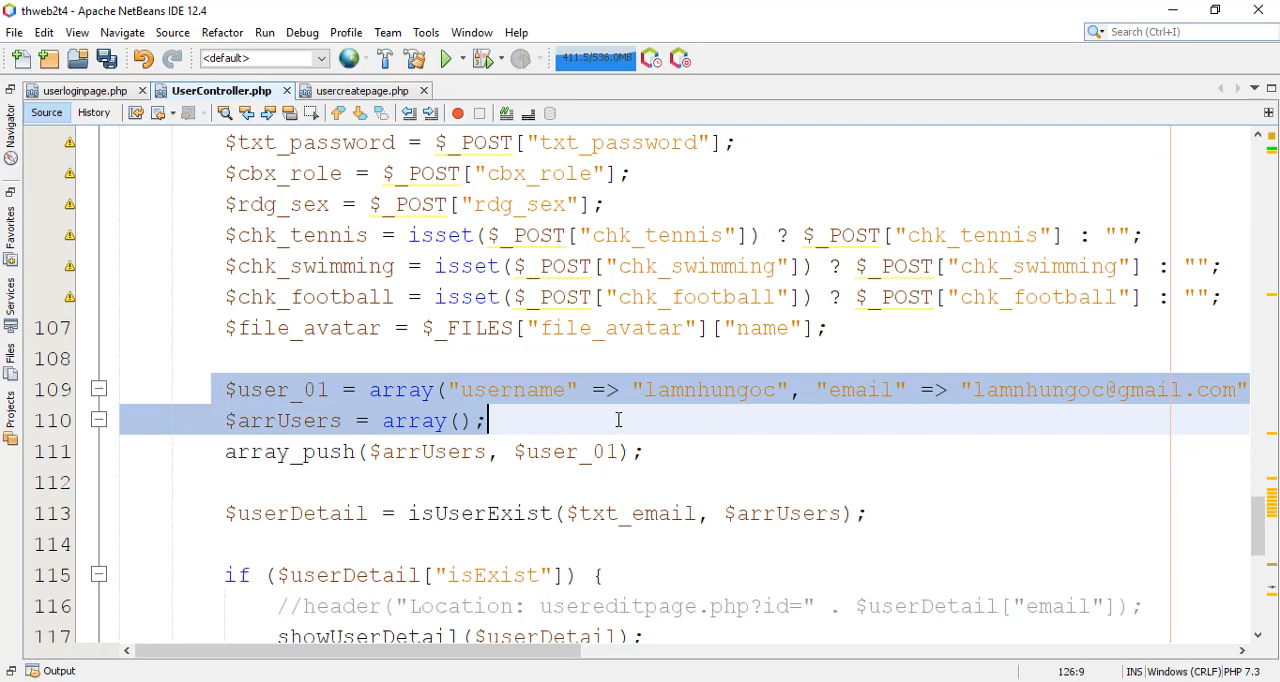 thweb2t4 - Apache NetBeans IDE 12.4
File Edit View Navigate Source Refactor Run Debug Profile Team Tools Window Help
Search (Ctrl+I)
<default>
411.5/536.0MB
userloginpage.php
UserController.php
usercreatepage.php
Source History
Navigator
Favorites
Services
Files
Projects
$txt_password = $_POST["txt_password"];
$cbx_role = $_POST["cbx_role"];
$rdg_sex = $_POST["rdg_sex"];
$chk_tennis = isset($_POST["chk_tennis"]) ? $_POST["chk_tennis"] : "";
$chk_swimming = isset($_POST["chk_swimming"]) ? $_POST["chk_swimming"] : "";
$chk_football = isset($_POST["chk_football"]) ? $_POST["chk_football"] : "";
107 $file_avatar = $_FILES["file_avatar"]["name"];
108
109 $user_01 = array("username" => "lamnhungoc", "email" => "lamnhungoc@gmail.com"
110 $arrUsers = array();
111 array_push($arrUsers, $user_01);
112
113 $userDetail = isUserExist($txt_email, $arrUsers);
114
115 if ($userDetail["isExist"]) {
116 //header("Location: usereditpage.php?id=" . $userDetail["email"]);
117 showUserDetail($userDetail);
Output
126:9 INS Windows (CRLF) PHP 7.3